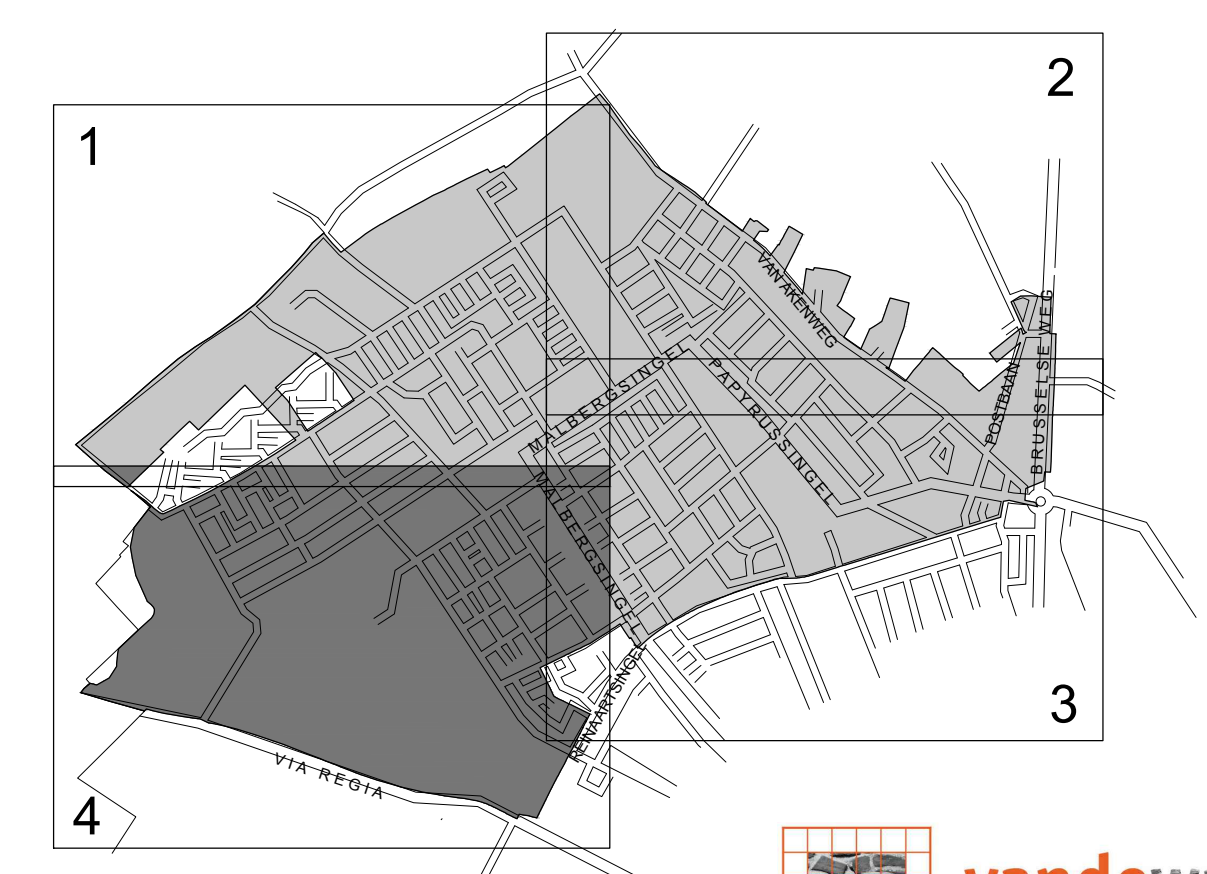 2
1
VAN AKENWEG
BRUSSELSE WEG
POSTBAAN
MALBERGSINGEL
PAPYRUSSINGEL
MALBERGSINGEL
REINAARTSINGEL
3
VIA REGIA
4